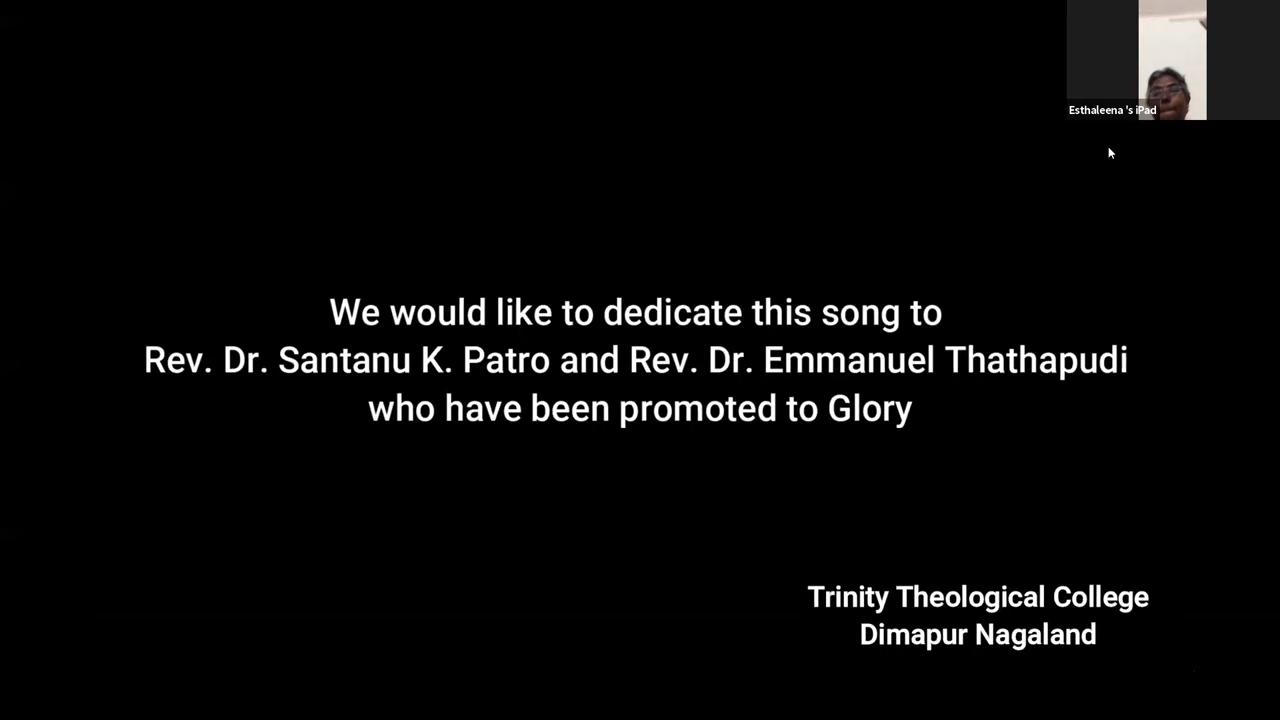 Esthaleena 's iPad
We would like to dedicate this song to
Rev. Dr. Santanu K. Patro and Rev. Dr. Emmanuel Thathapudi
who have been promoted to Glory
Trinity Theological College
Dimapur Nagaland